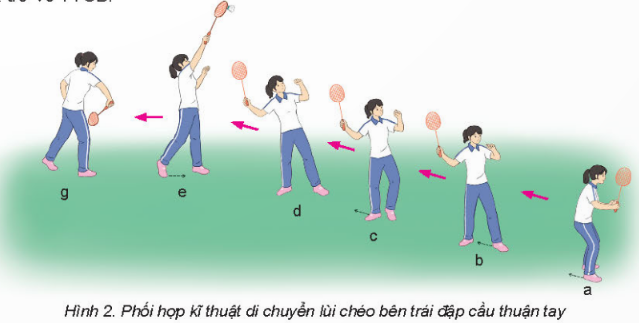 g
e
d
c
b
a
Hình 2. Phối hợp kĩ thuật di chuyển lùi chéo bên trái đập cầu thuận tay